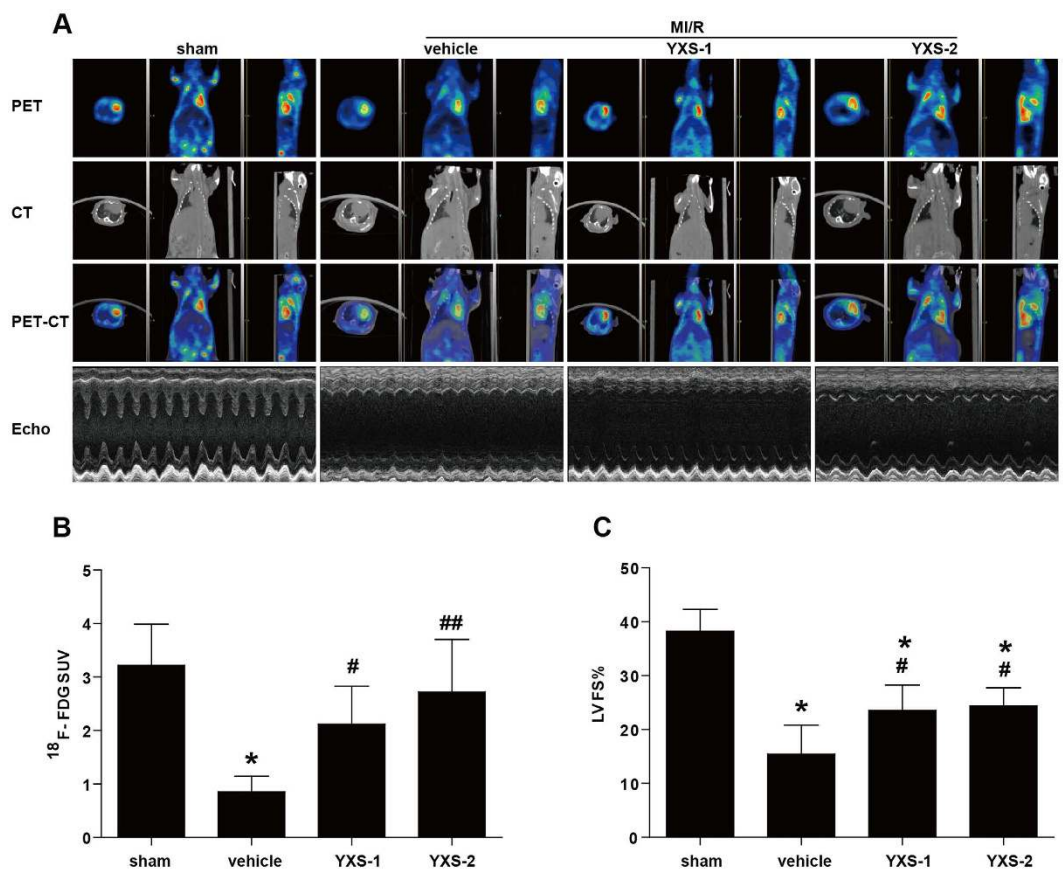 A
MI/R
sham vehicle YXS-1 YXS-2
PET
CT
PET-CT
Echo
B
18F-FDG SUV
5
4
3
2
1
0
*
#
##
sham vehicle YXS-1 YXS-2
C
LV FS%
50
40
30
20
10
0
*
*
#
*
#
sham vehicle YXS-1 YXS-2